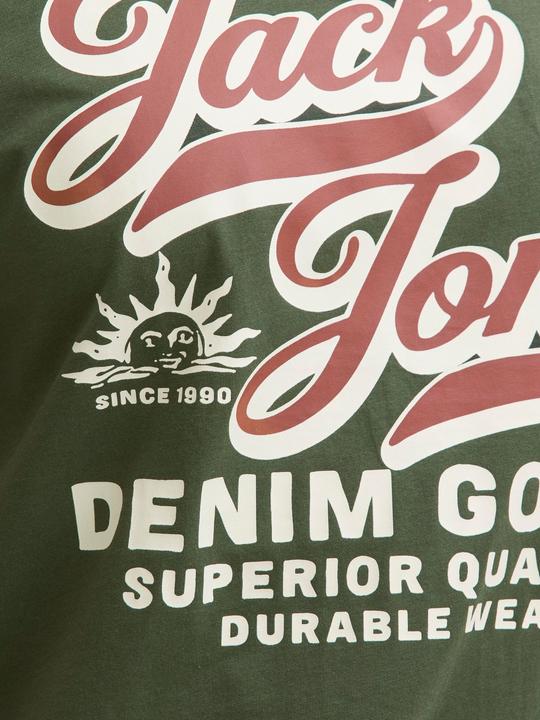 Jack
Jon
SINCE 1990
DENIM GO
SUPERIOR QUA
DURABLE WEA